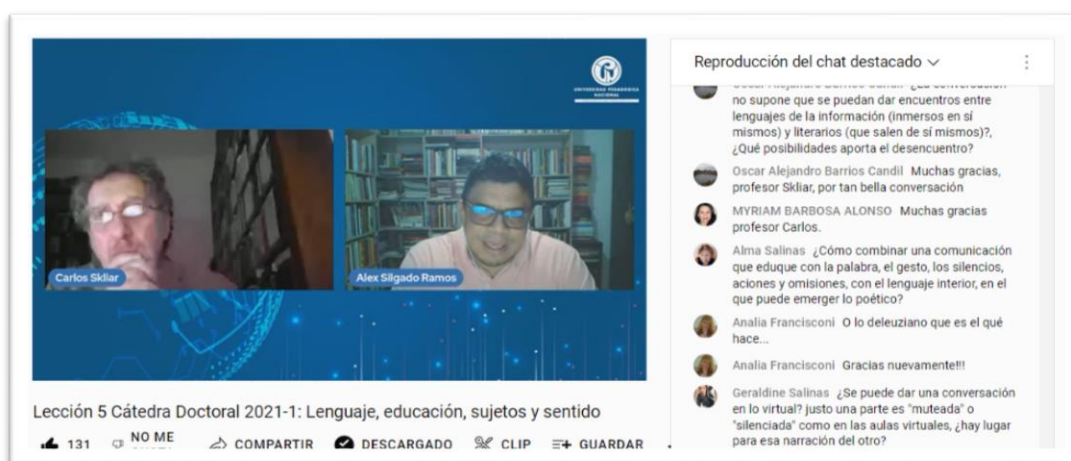 UNIVERSIDAD PEDAGOGICA
NACIONAL
Carlos Skliar
Alex Silgado Ramos
Lección 5 Cátedra Doctoral 2021-1: Lenguaje, educación, sujetos y sentido
131
NO ME
COMPARTIR
DESCARGADO
CLIP
GUARDAR
Reproducción del chat destacado
no supone que se puedan dar encuentros entre
lenguajes de la información (inmersos en sí
mismos) y literarios (que salen de sí mismos)?,
¿Qué posibilidades aporta el desencuentro?
Oscar Alejandro Barrios Candil Muchas gracias,
profesor Skliar, por tan bella conversación
MYRIAM BARBOSA ALONSO Muchas gracias
profesor Carlos.
Alma Salinas ¿Cómo combinar una comunicación
que eduque con la palabra, el gesto, los silencios,
acciones y omisiones, con el lenguaje interior, en el
que puede emerger lo poético?
Analia Francisconi O lo deleuziano que es el qué
hace...
Analia Francisconi Gracias nuevamente!!!
Geraldine Salinas ¿Se puede dar una conversación
en lo virtual? justo una parte es "muteada" o
"silenciada" como en las aulas virtuales, ¿hay lugar
para esa narración del otro?